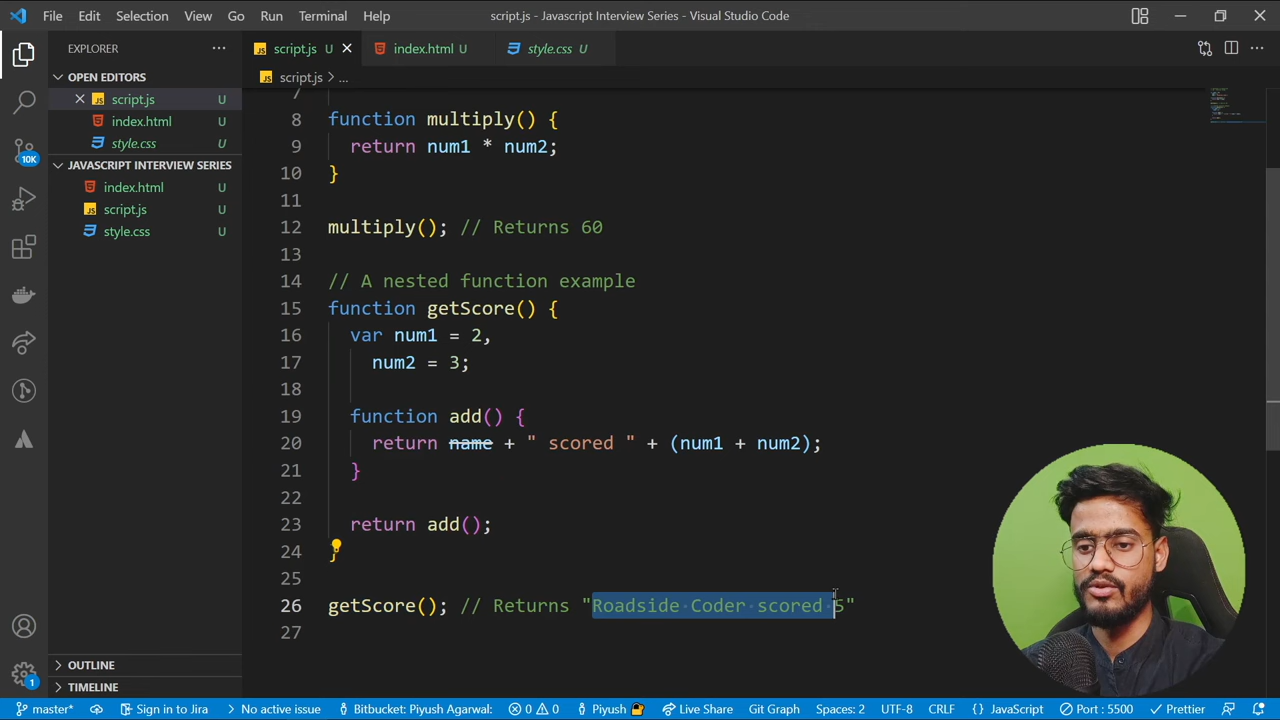 File Edit Selection View Go Run Terminal Help
script.js - Javascript Interview Series - Visual Studio Code
EXPLORER
OPEN EDITORS
script.js U
index.html U
style.css U
JAVASCRIPT INTERVIEW SERIES
index.html U
script.js U
style.css U
OUTLINE
TIMELINE
10K
1
script.js U
index.html U
style.css U
script.js > ...
7
8 function multiply() {
9 return num1 * num2;
10 }
11
12 multiply(); // Returns 60
13
14 // A nested function example
15 function getScore() {
16 var num1 = 2,
17 num2 = 3;
18
19 function add() {
20 return name + " scored " + (num1 + num2);
21 }
22
23 return add();
24 }
25
26 getScore(); // Returns "Roadside Coder scored 5"
27
master* Sign in to Jira No active issue Bitbucket: Piyush Agarwal: 0 0 Piyush Live Share Git Graph Spaces: 2 UTF-8 CRLF {} JavaScript Port : 5500 Prettier